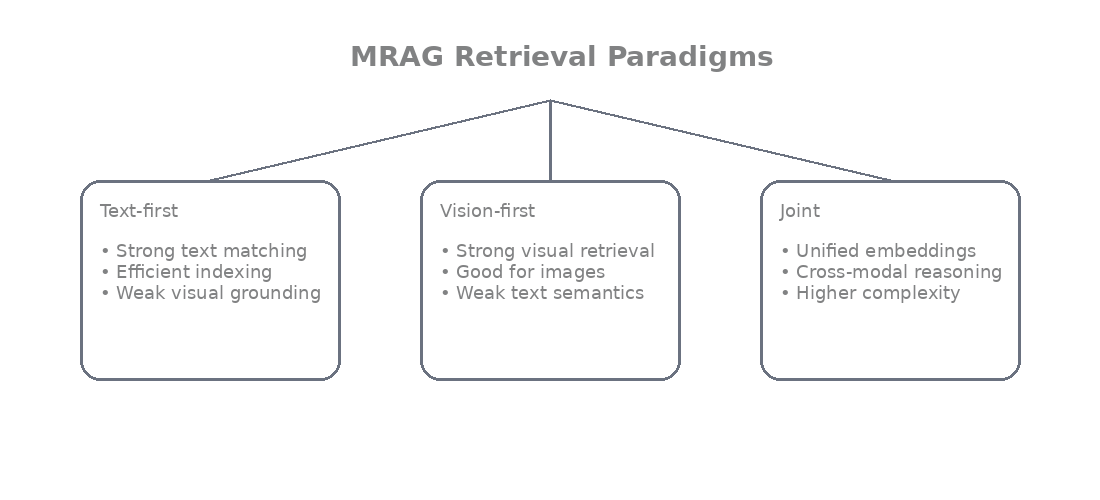 MRAG Retrieval Paradigms
Text-first
• Strong text matching
• Efficient indexing
• Weak visual grounding
Vision-first
• Strong visual retrieval
• Good for images
• Weak text semantics
Joint
• Unified embeddings
• Cross-modal reasoning
• Higher complexity